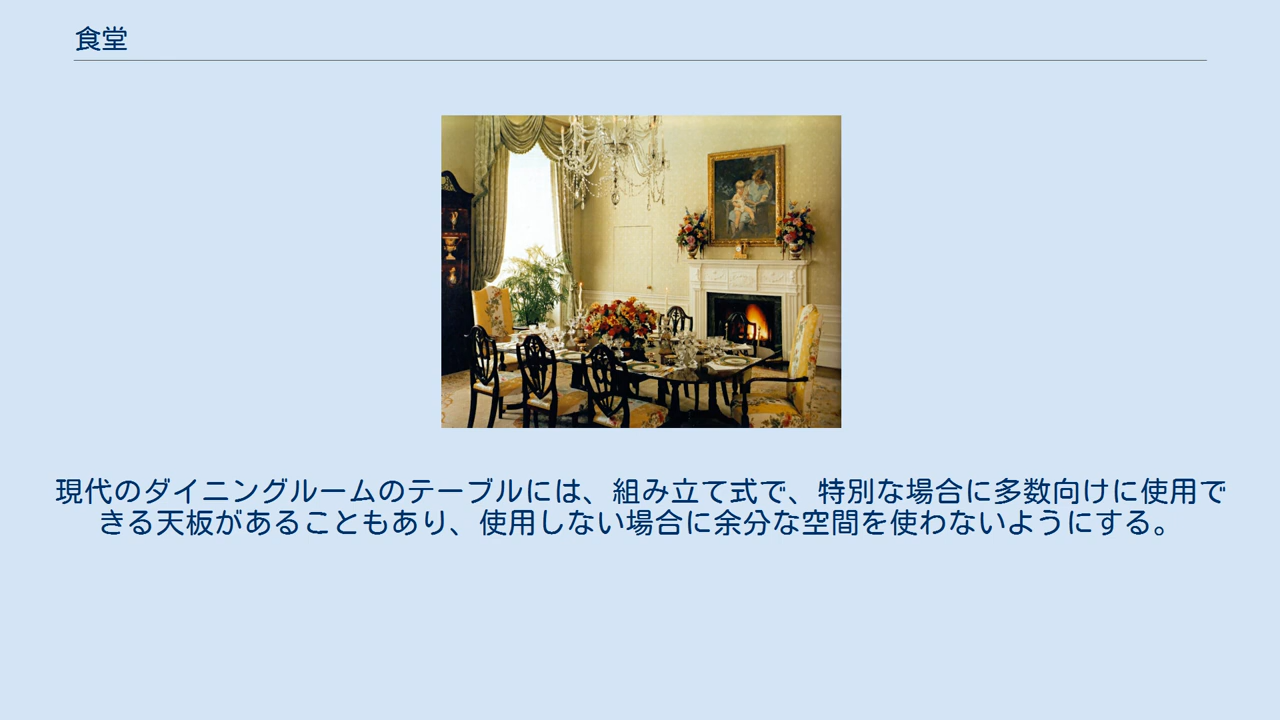 食堂
現代のダイニングルームのテーブルには、組み立て式で、特別な場合に多数向けに使用で
きる天板があることもあり、使用しない場合に余分な空間を使わないようにする。